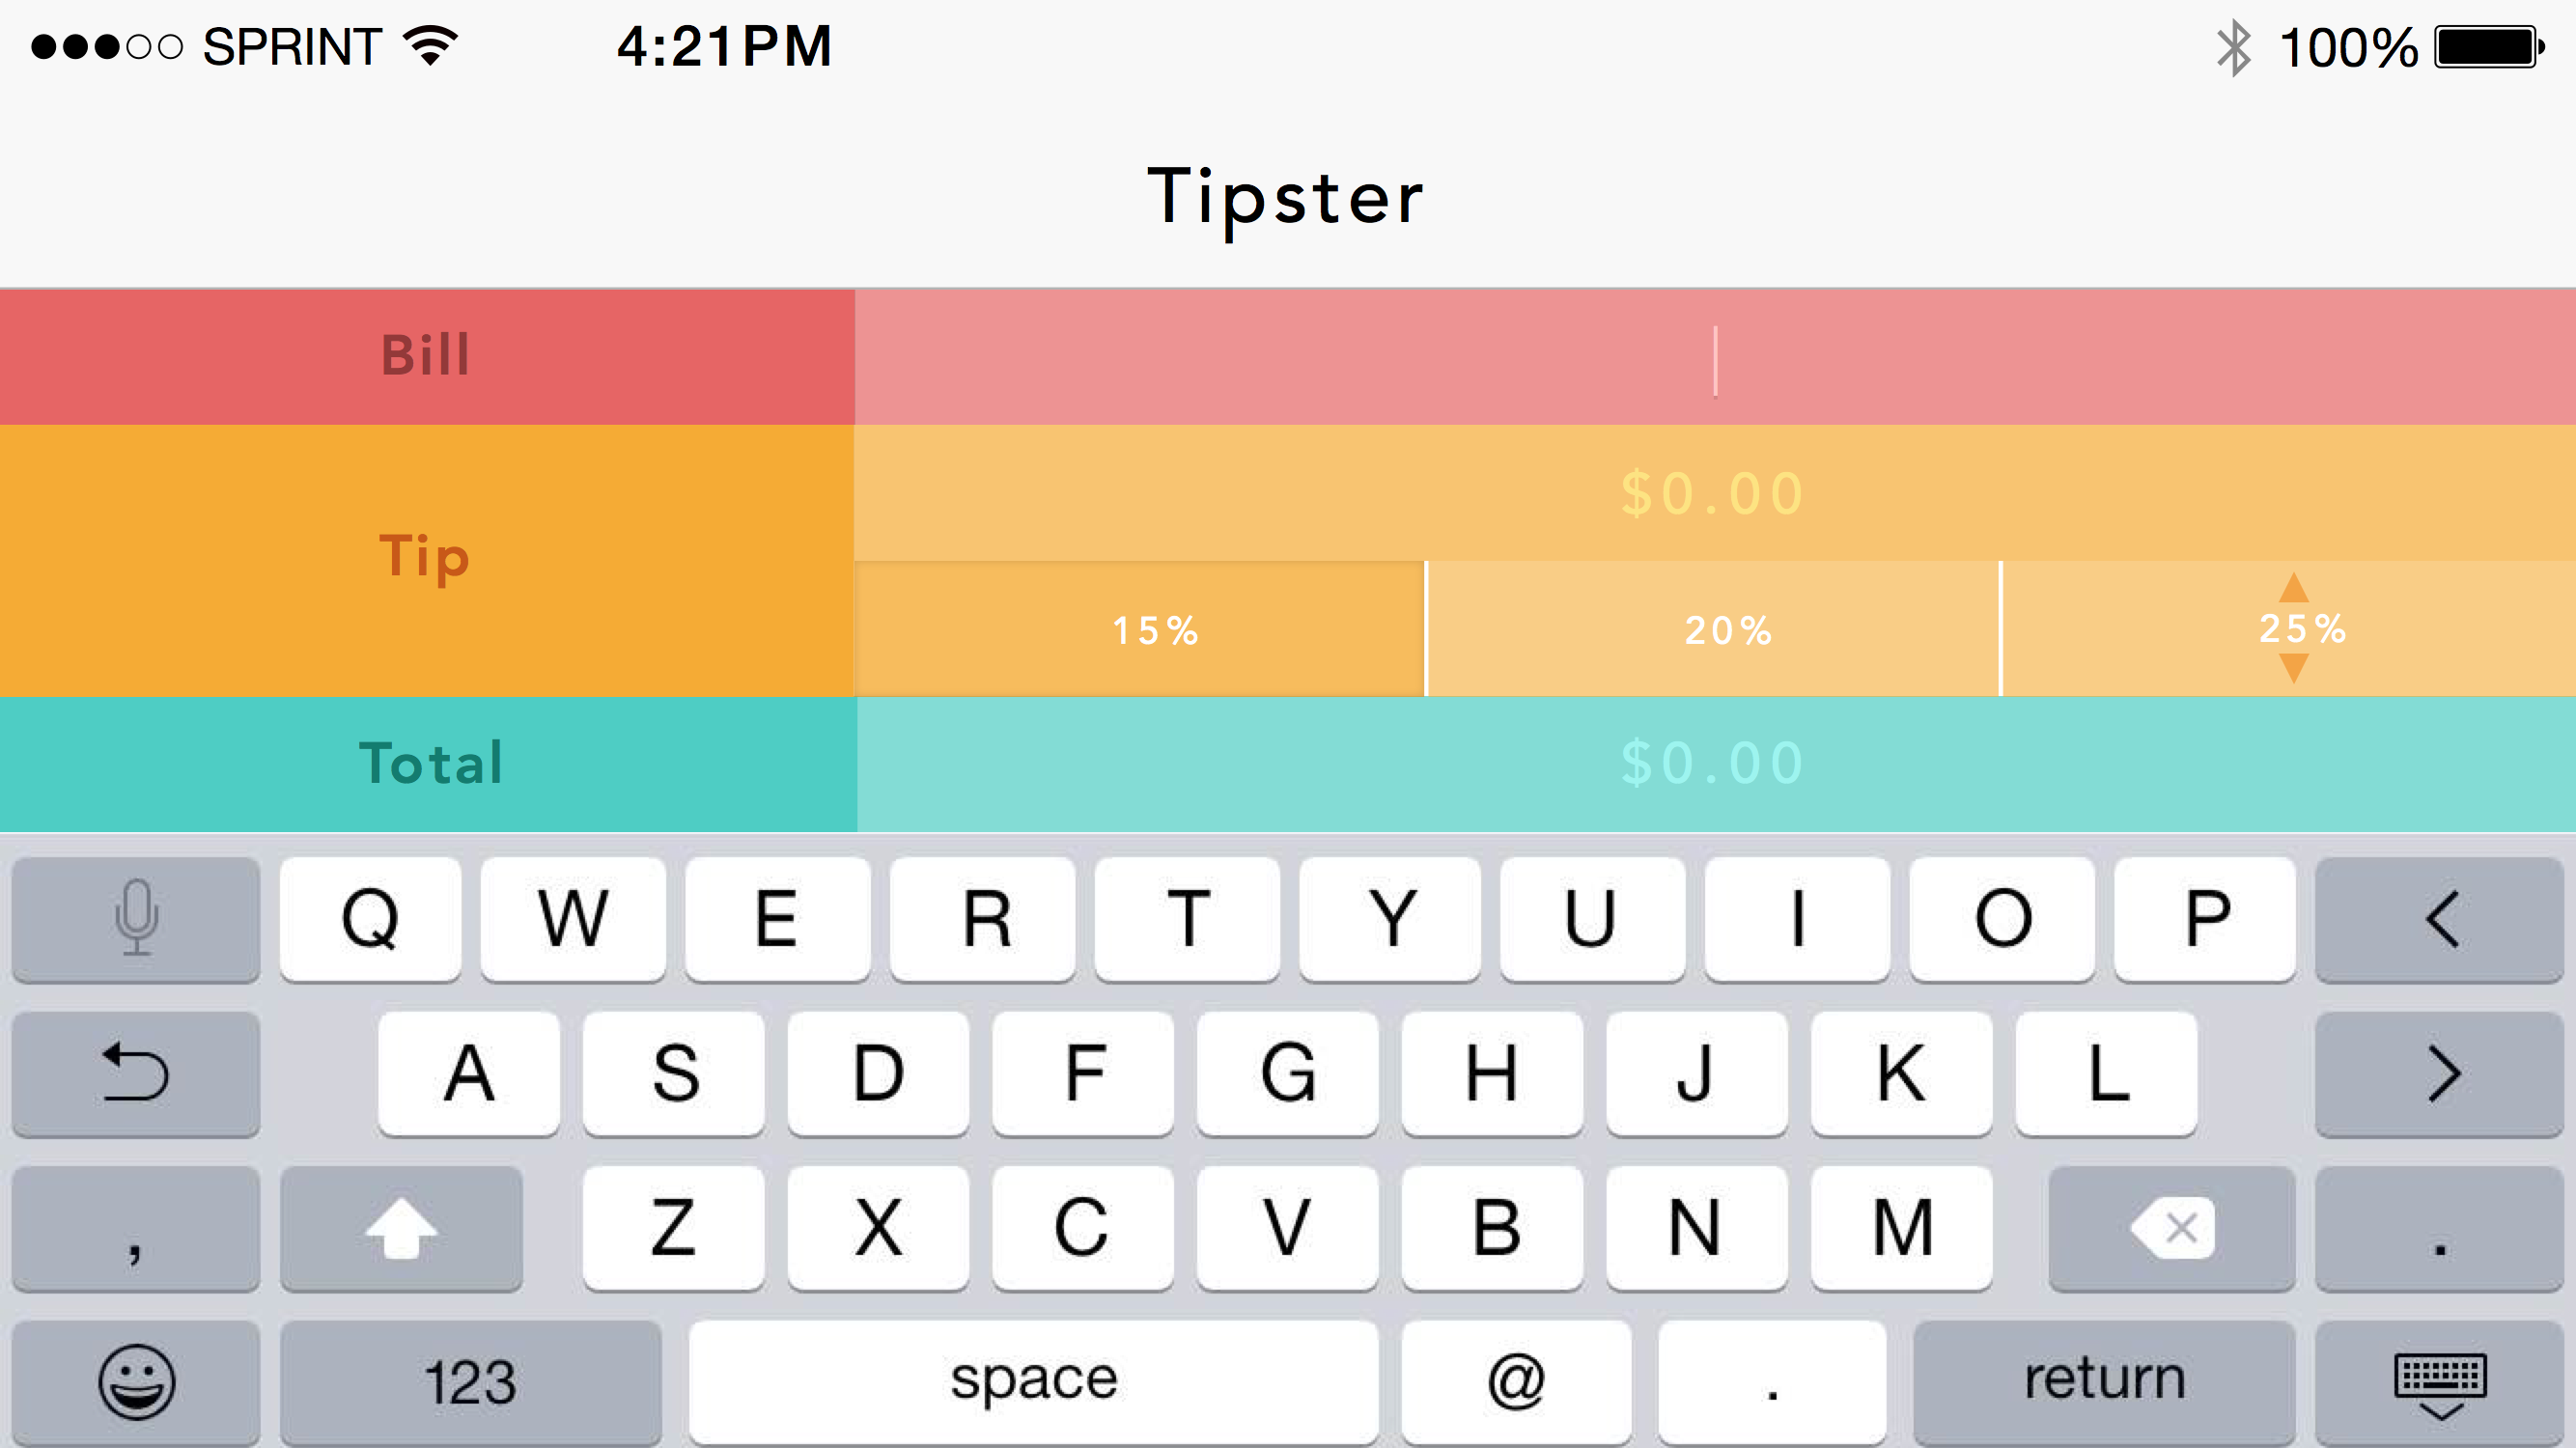 SPRINT 4:21PM 100%
Tipster
Bill
Tip $0.00
15% 20% 25%
Total $0.00
Q W E R T Y U I O P <
A S D F G H J K L >
, Z X C V B N M .
123 space @ . return